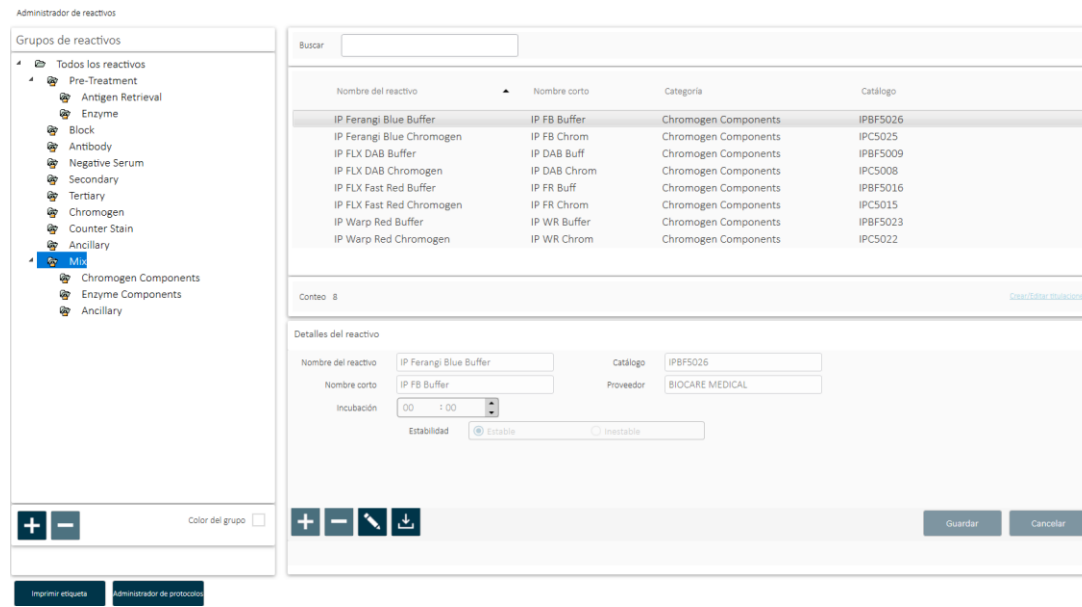 Administrador de reactivos
Grupos de reactivos
Todos los reactivos
Pre-Treatment
Antigen Retrieval
Enzyme
Block
Antibody
Negative Serum
Secondary
Tertiary
Chromogen
Counter Stain
Ancillary
Mix
Chromogen Components
Enzyme Components
Ancillary
Color del grupo
Imprimir etiqueta Administrador de protocolos
Buscar
Nombre del reactivo Nombre corto Categoría Catálogo
IP Ferangi Blue Buffer IP FB Buffer Chromogen Components IPBF5026
IP Ferangi Blue Chromogen IP FB Chrom Chromogen Components IPC5025
IP FLX DAB Buffer IP DAB Buff Chromogen Components IPBF5009
IP FLX DAB Chromogen IP DAB Chrom Chromogen Components IPC5008
IP FLX Fast Red Buffer IP FR Buff Chromogen Components IPBF5016
IP FLX Fast Red Chromogen IP FR Chrom Chromogen Components IPC5015
IP Warp Red Buffer IP WR Buffer Chromogen Components IPBF5023
IP Warp Red Chromogen IP WR Chrom Chromogen Components IPC5022
Conteo 8 Crear/Editar titulacione
Detalles del reactivo
Nombre del reactivo IP Ferangi Blue Buffer Catálogo IPBF5026
Nombre corto IP FB Buffer Proveedor BIOCARE MEDICAL
Incubación 00 : 00
Estabilidad Estable Inestable
Guardar Cancelar